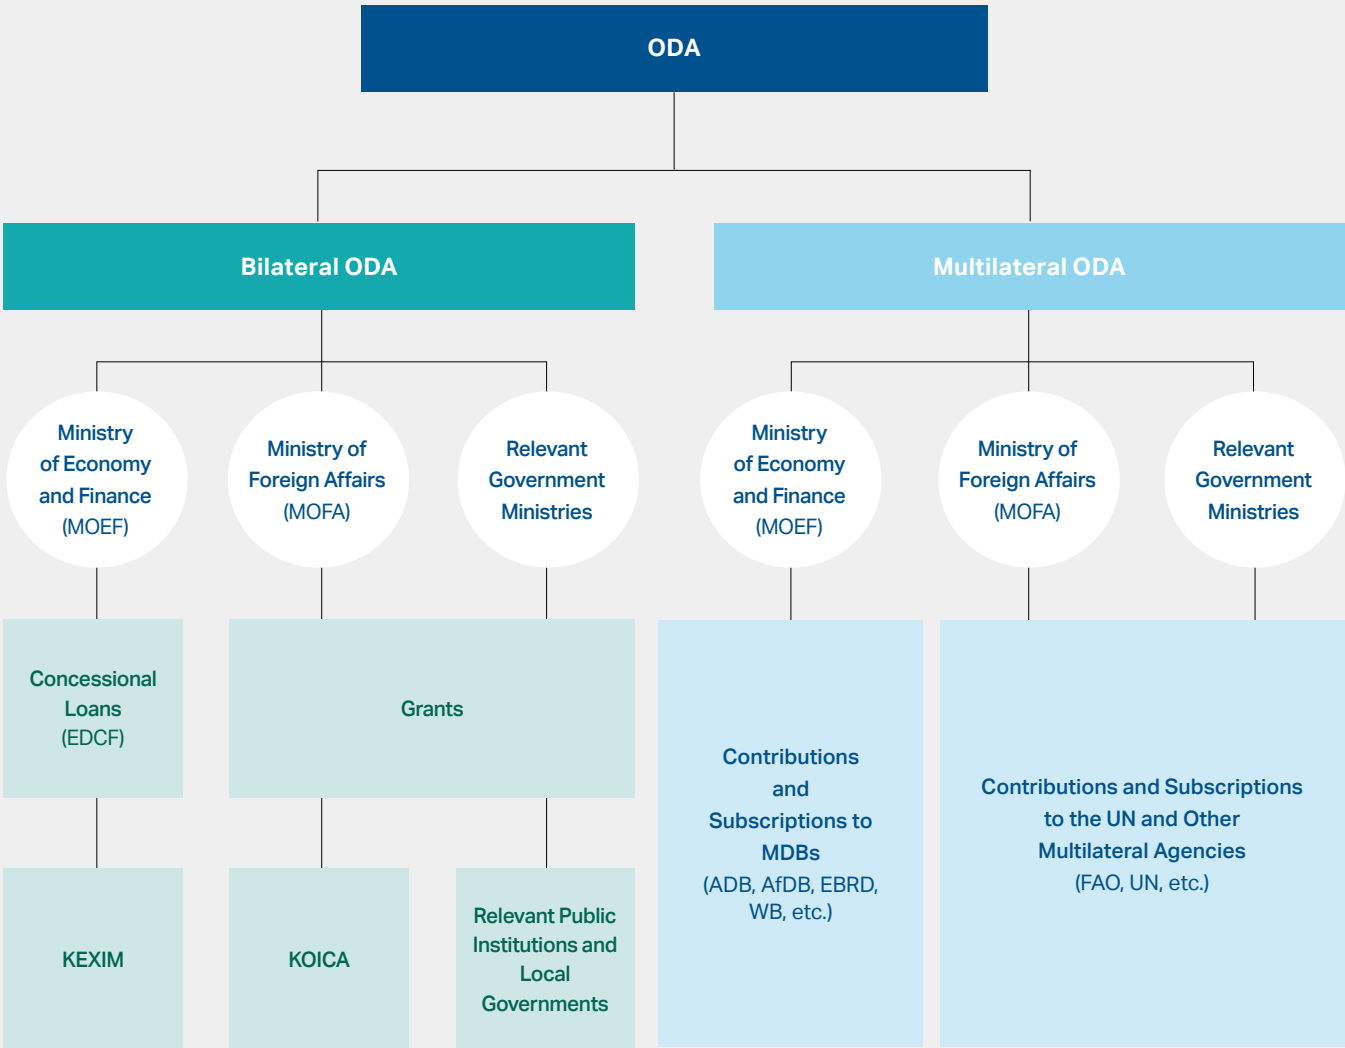 ODA
Bilateral ODA
Multilateral ODA
Ministry
of Economy
and Finance
(MOEF)
Ministry of
Foreign Affairs
(MOFA)
Relevant
Government
Ministries
Ministry
of Economy
and Finance
(MOEF)
Ministry of
Foreign Affairs
(MOFA)
Relevant
Government
Ministries
Concessional
Loans
(EDCF)
Grants
Contributions
and
Subscriptions to
MDBs
(ADB, AfDB, EBRD,
WB, etc.)
Contributions and Subscriptions
to the UN and Other
Multilateral Agencies
(FAO, UN, etc.)
KEXIM
KOICA
Relevant Public
Institutions and
Local
Governments